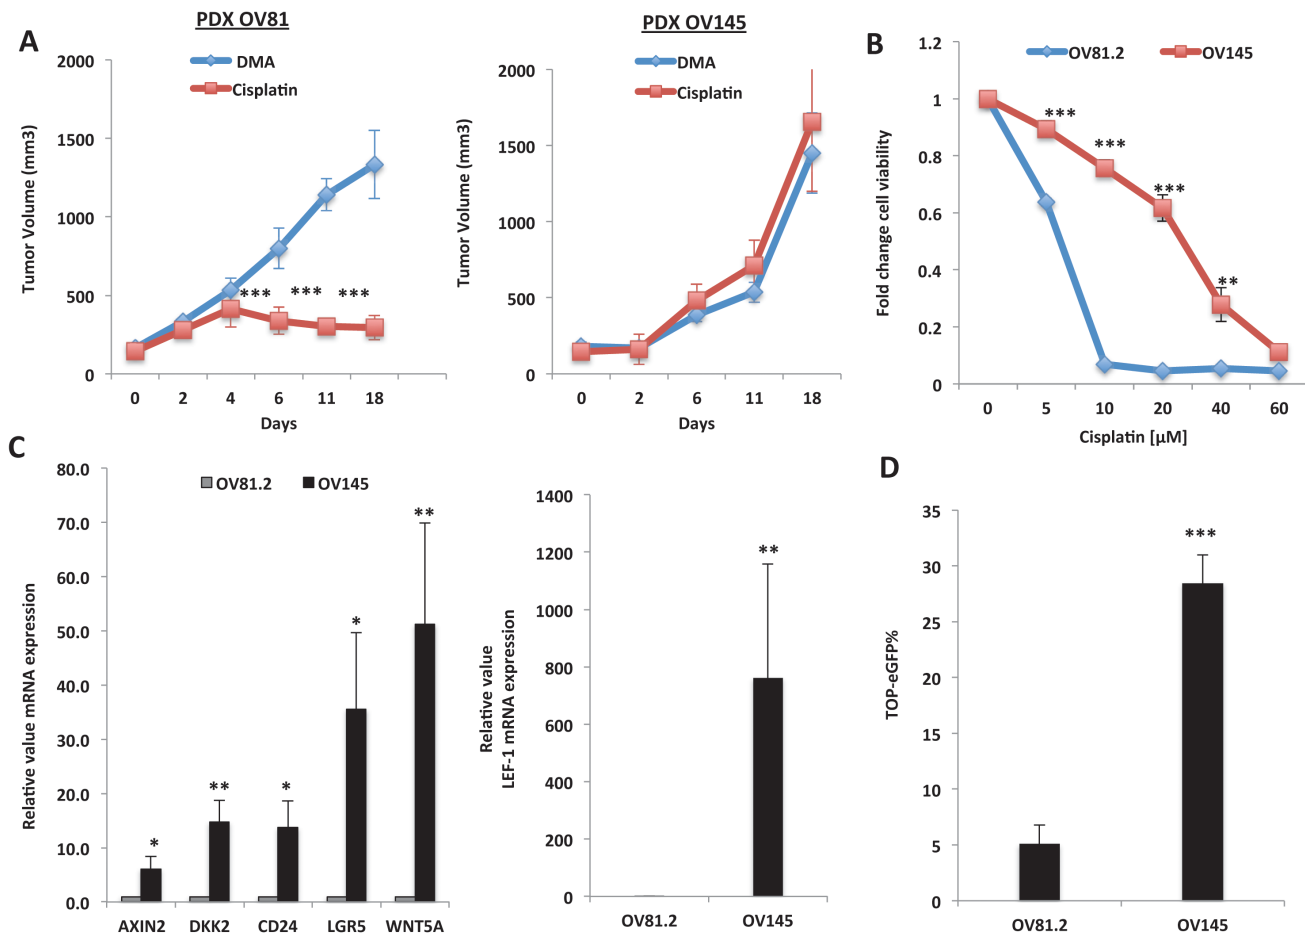 A
PDX OV81
DMA
Cisplatin
Tumor Volume (mm3)
2000
1500
1000
500
0
*** *** ***
0 2 4 6 11 18
Days
PDX OV145
DMA
Cisplatin
Tumor Volume (mm3)
2000
1500
1000
500
0
0 2 6 11 18
Days
B
OV81.2 OV145
Fold change cell viability
1.2
1
0.8
0.6
0.4
0.2
0
***
***
***
**
0 5 10 20 40 60
Cisplatin [µM]
C
OV81.2 OV145
Relative value mRNA expression
80.0
70.0
60.0
50.0
40.0
30.0
20.0
10.0
0.0
* ** * * **
AXIN2 DKK2 CD24 LGR5 WNT5A
Relative value
LEF-1 mRNA expression
1400
1200
1000
800
600
400
200
0
**
OV81.2 OV145
D
TOP-eGFP%
35
30
25
20
15
10
5
0
***
OV81.2 OV145